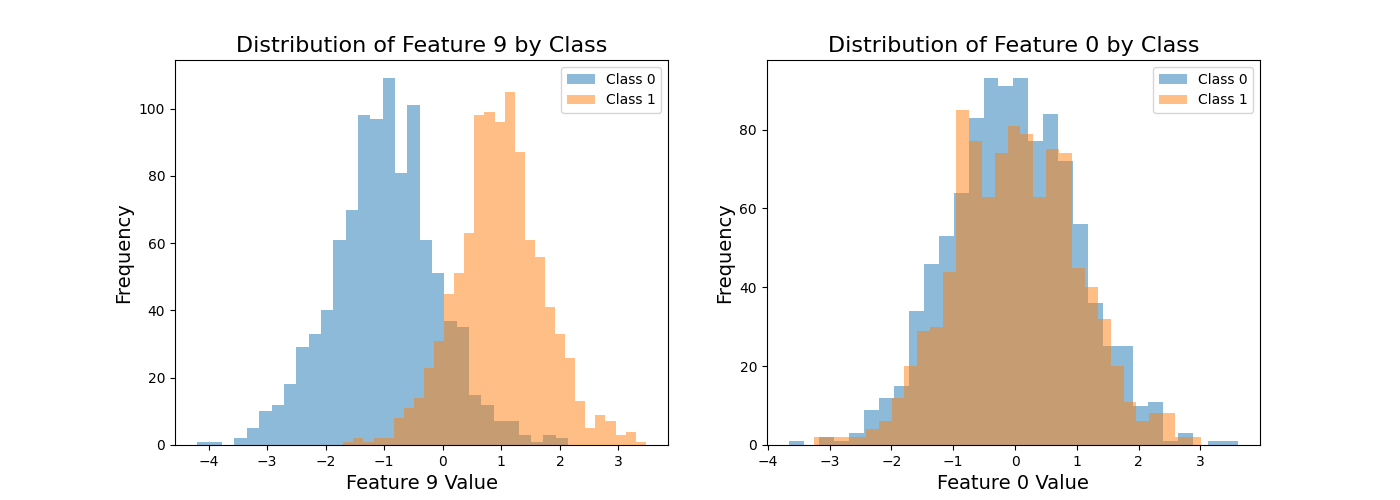 Distribution of Feature 9 by Class
Class 0
Class 1
Frequency
100
80
60
40
20
0
−4 −3 −2 −1 0 1 2 3
Feature 9 Value
Distribution of Feature 0 by Class
Class 0
Class 1
Frequency
80
60
40
20
0
−4 −3 −2 −1 0 1 2 3
Feature 0 Value